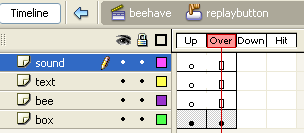 Timeline beehave replaybutton
Up Over Down Hit
sound
text
bee
box